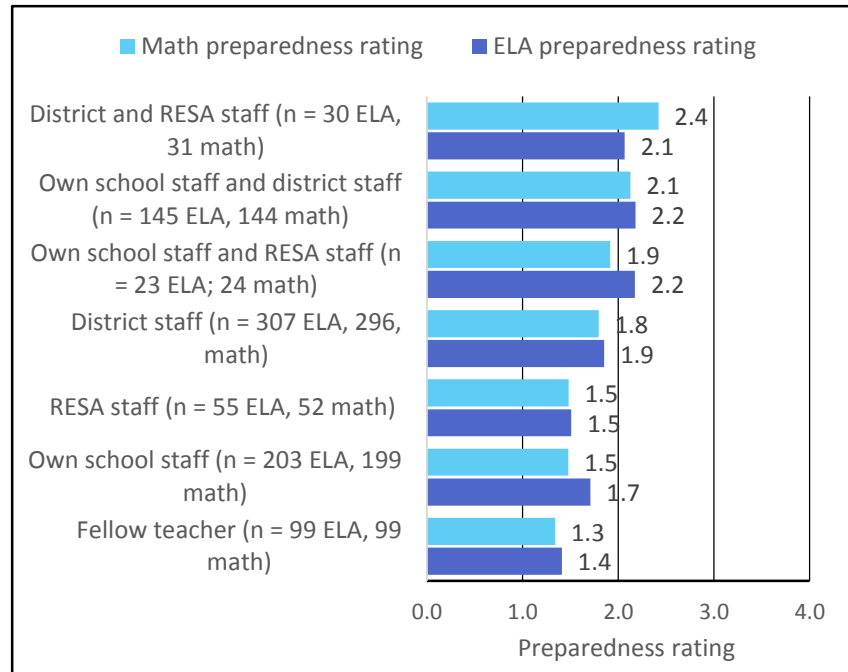 Math preparedness rating ELA preparedness rating
District and RESA staff (n = 30 ELA,
31 math)
2.4
2.1
Own school staff and district staff
(n = 145 ELA, 144 math)
2.1
2.2
Own school staff and RESA staff (n
= 23 ELA; 24 math)
1.9
2.2
District staff (n = 307 ELA, 296,
math)
1.8
1.9
RESA staff (n = 55 ELA, 52 math)
1.5
1.5
Own school staff (n = 203 ELA, 199
math)
1.5
1.7
Fellow teacher (n = 99 ELA, 99
math)
1.3
1.4
0.0 1.0 2.0 3.0 4.0
Preparedness rating